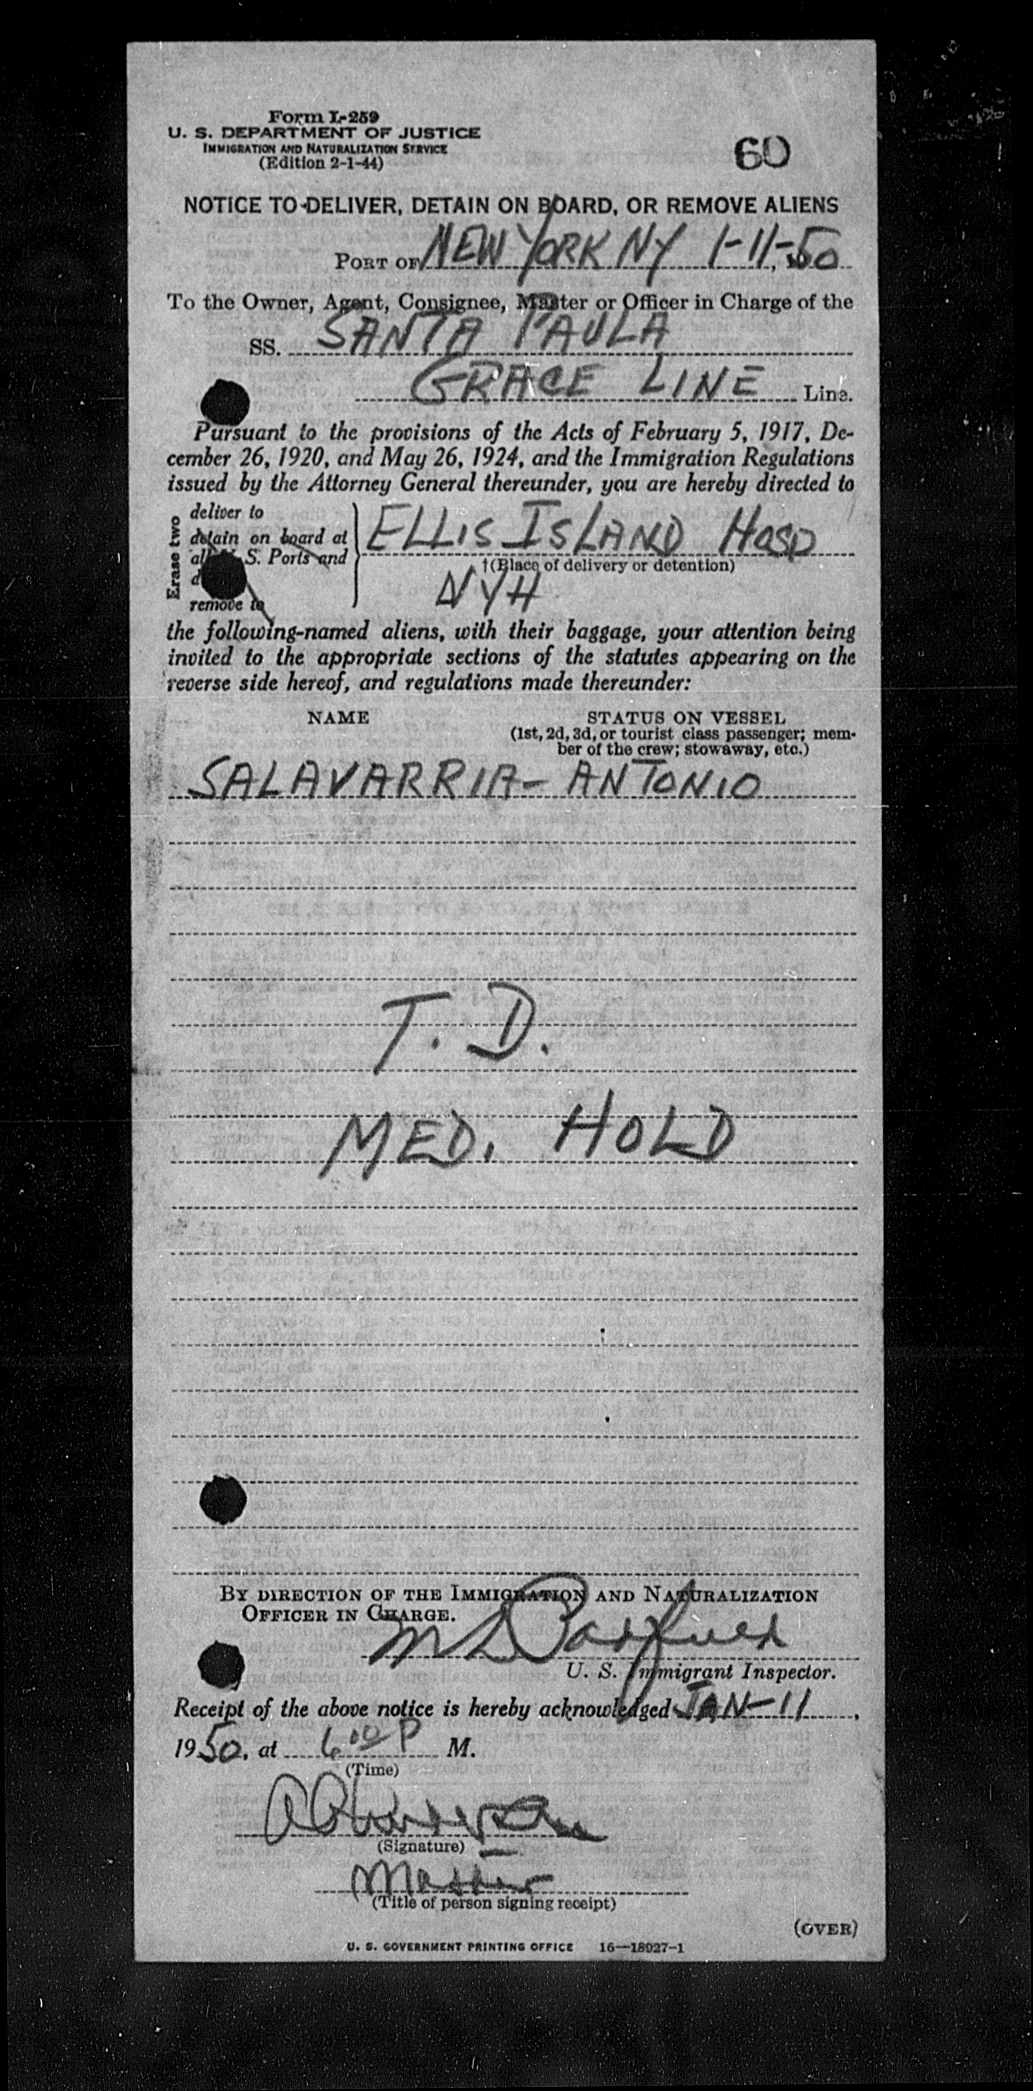 Form I-259
U. S. DEPARTMENT OF JUSTICE
IMMIGRATION AND NATURALIZATION SERVICE
(Edition 2-1-44)
60
NOTICE TO DELIVER, DETAIN ON BOARD, OR REMOVE ALIENS
PORT OF NEW YORK NY 1-11-50
To the Owner, Agent, Consignee, Master or Officer in Charge of the
SS. SANTA PAULA
GRACE LINE Line.
Pursuant to the provisions of the Acts of February 5, 1917, De-
cember 26, 1920, and May 26, 1924, and the Immigration Regulations
issued by the Attorney General thereunder, you are hereby directed to
Erase two
deliver to
detain on board at
S. Ports and
remove to
ELLIS ISLAND HOSP
†(Place of delivery or detention)
NYH
the following-named aliens, with their baggage, your attention being
invited to the appropriate sections of the statutes appearing on the
reverse side hereof, and regulations made thereunder:
NAME STATUS ON VESSEL
(1st, 2d, 3d, or tourist class passenger; mem-
ber of the crew; stowaway, etc.)
SALAVARRIA - ANTONIO
T. D.
MED. HOLD
BY DIRECTION OF THE IMMIGRATION AND NATURALIZATION
OFFICER IN CHARGE.
U. S. Immigrant Inspector.
Receipt of the above notice is hereby acknowledged JAN-11,
1950, at 6 00 P M.
(Time)
(Signature)
Master
(Title of person signing receipt)
(OVER)
U. S. GOVERNMENT PRINTING OFFICE 16—18927-1